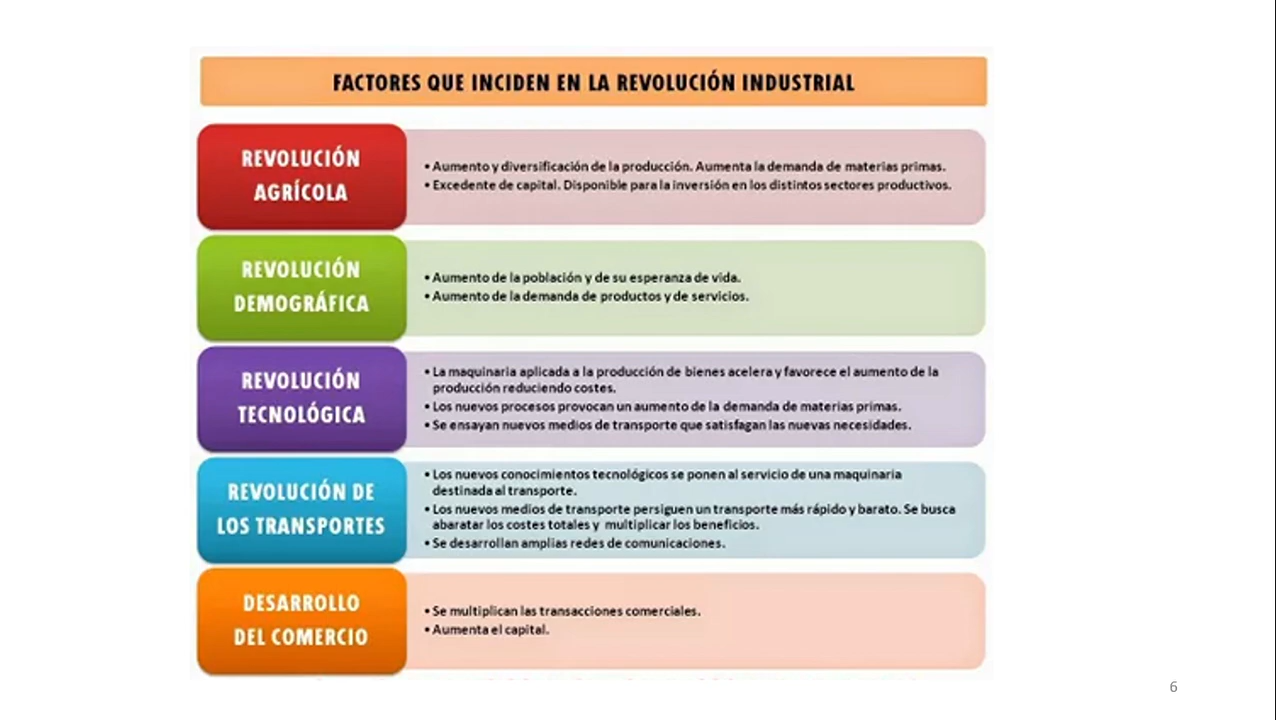 FACTORES QUE INCIDEN EN LA REVOLUCIÓN INDUSTRIAL
REVOLUCIÓN
AGRÍCOLA
• Aumento y diversificación de la producción. Aumenta la demanda de materias primas.
• Excedente de capital. Disponible para la inversión en los distintos sectores productivos.
REVOLUCIÓN
DEMOGRÁFICA
• Aumento de la población y de su esperanza de vida.
• Aumento de la demanda de productos y de servicios.
REVOLUCIÓN
TECNOLÓGICA
• La maquinaria aplicada a la producción de bienes acelera y favorece el aumento de la
producción reduciendo costes.
• Los nuevos procesos provocan un aumento de la demanda de materias primas.
• Se ensayan nuevos medios de transporte que satisfagan las nuevas necesidades.
REVOLUCIÓN DE
LOS TRANSPORTES
• Los nuevos conocimientos tecnológicos se ponen al servicio de una maquinaria
destinada al transporte.
• Los nuevos medios de transporte persiguen un transporte más rápido y barato. Se busca
abaratar los costes totales y multiplicar los beneficios.
• Se desarrollan amplias redes de comunicaciones.
DESARROLLO
DEL COMERCIO
• Se multiplican las transacciones comerciales.
• Aumenta el capital.
6